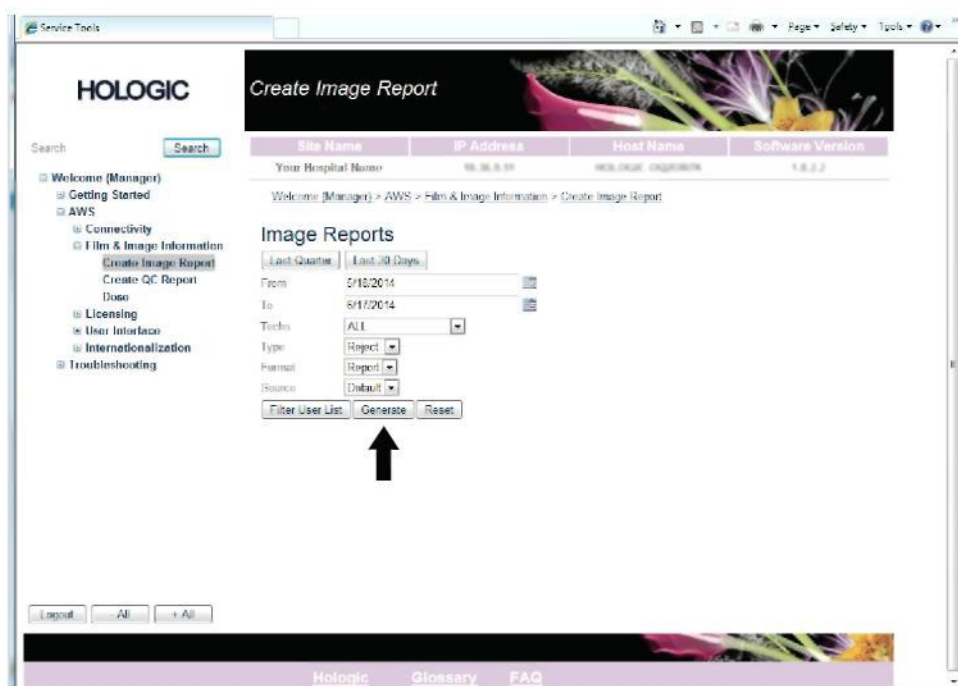 Service Tools
Page Safety Tools
HOLOGIC
Create Image Report
Search Search
Site Name IP Address Host Name Software Version
Your Hospital Name
Welcome (Manager) > AWS > Film & Image Information > Create Image Report
Welcome (Manager)
Getting Started
AWS
Connectivity
Film & Image Information
Create Image Report
Create QC Report
Dose
Licensing
User Interface
Internationalization
Troubleshooting
Image Reports
Last Quarter Last 30 Days
From 5/18/2014
To 6/17/2014
Techs ALL
Type Reject
Format Report
Source Default
Filter User List Generate Reset
Logout - All + All
Hologic Glossary FAQ